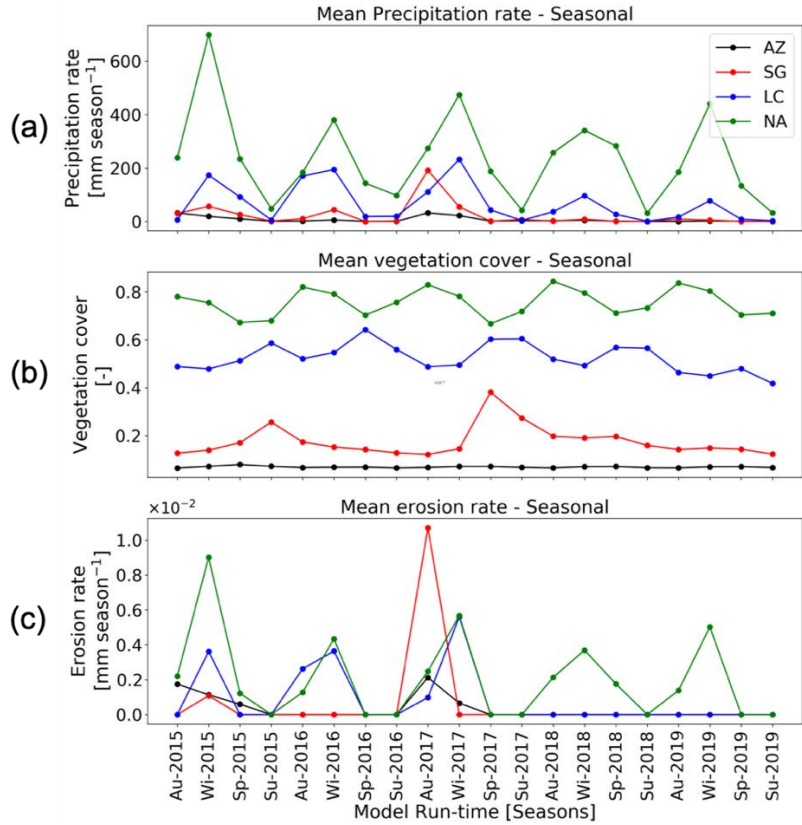 Mean Precipitation rate - Seasonal
(a)
Precipitation rate
[mm season⁻¹]
600
400
200
0
AZ
SG
LC
NA
Mean vegetation cover - Seasonal
(b)
Vegetation cover
[-]
0.8
0.6
0.4
0.2
×10⁻²
Mean erosion rate - Seasonal
(c)
Erosion rate
[mm season⁻¹]
1.0
0.8
0.6
0.4
0.2
0.0
Au-2015
Wi-2015
Sp-2015
Su-2015
Au-2016
Wi-2016
Sp-2016
Su-2016
Au-2017
Wi-2017
Sp-2017
Su-2017
Au-2018
Wi-2018
Sp-2018
Su-2018
Au-2019
Wi-2019
Sp-2019
Su-2019
Model Run-time [Seasons]